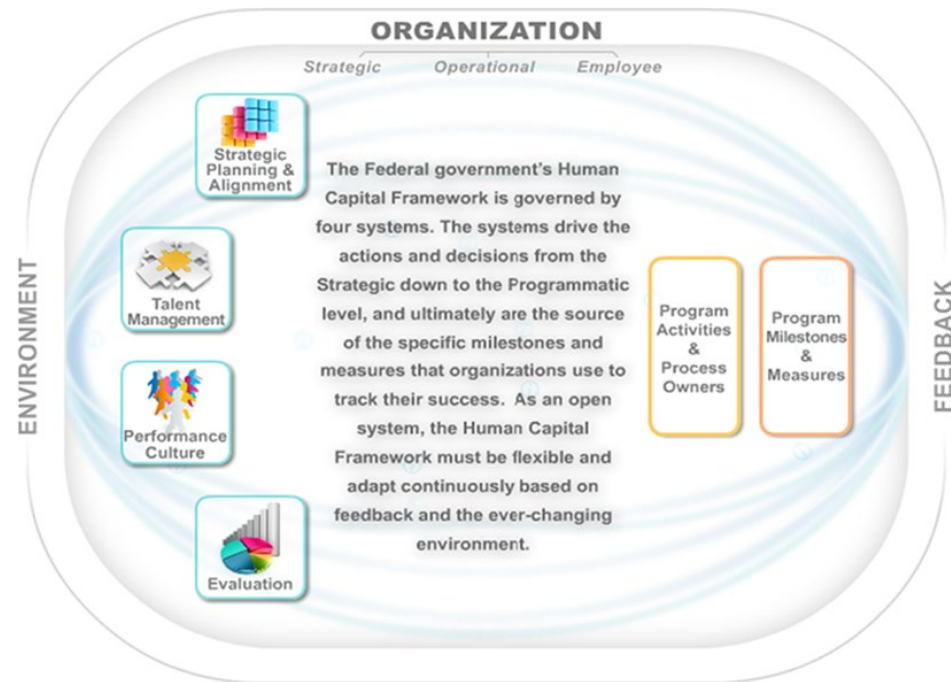 ORGANIZATION
Strategic Operational Employee
ENVIRONMENT
Strategic
Planning &
Alignment
Talent
Management
Performance
Culture
Evaluation
The Federal government's Human
Capital Framework is governed by
four systems. The systems drive the
actions and decisions from the
Strategic down to the Programmatic
level, and ultimately are the source
of the specific milestones and
measures that organizations use to
track their success. As an open
system, the Human Capital
Framework must be flexible and
adapt continuously based on
feedback and the ever-changing
environment.
Program
Activities
&
Process
Owners
Program
Milestones
&
Measures
FEEDBACK